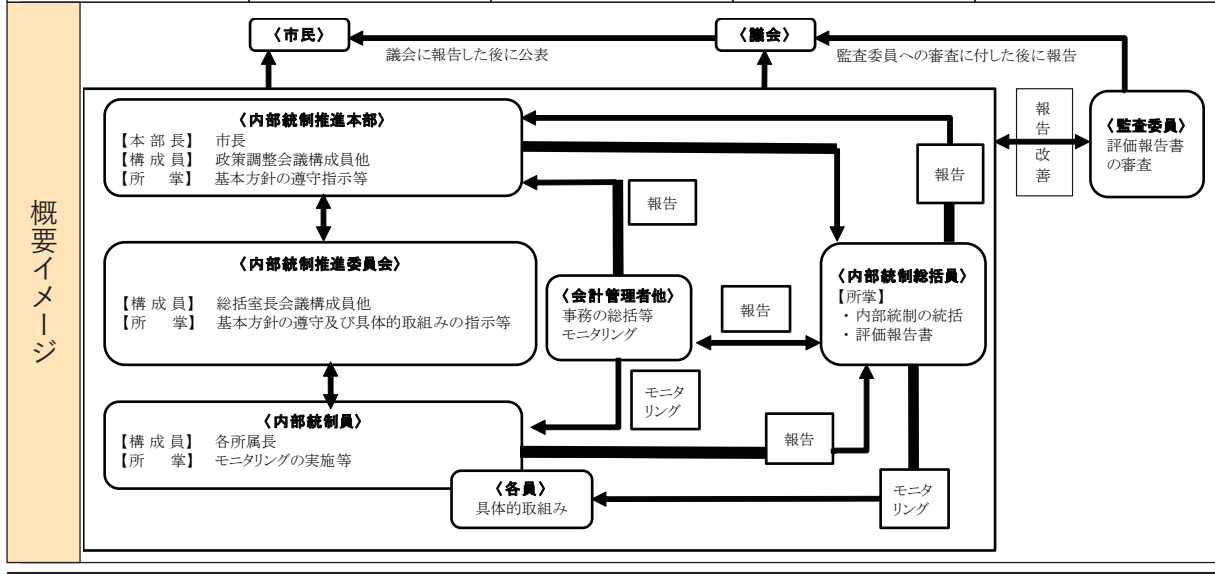 概要イメージ
〈市民〉
議会に報告した後に公表
〈議会〉
監査委員への審査に付した後に報告
〈内部統制推進本部〉
【本部長】 市長
【構成員】 政策調整会議構成員他
【所　掌】 基本方針の遵守指示等
報告
報告
報告
改善
〈監査委員〉
評価報告書
の審査
〈内部統制推進委員会〉
【構成員】 総括室長会議構成員他
【所　掌】 基本方針の遵守及び具体的取組みの指示等
〈会計管理者他〉
事務の総括等
モニタリング
報告
〈内部統制総括員〉
【所掌】
・内部統制の統括
・評価報告書
モニタ
リング
〈内部統制員〉
【構成員】 各所属長
【所　掌】 モニタリングの実施等
報告
〈各員〉
具体的取組み
モニタ
リング